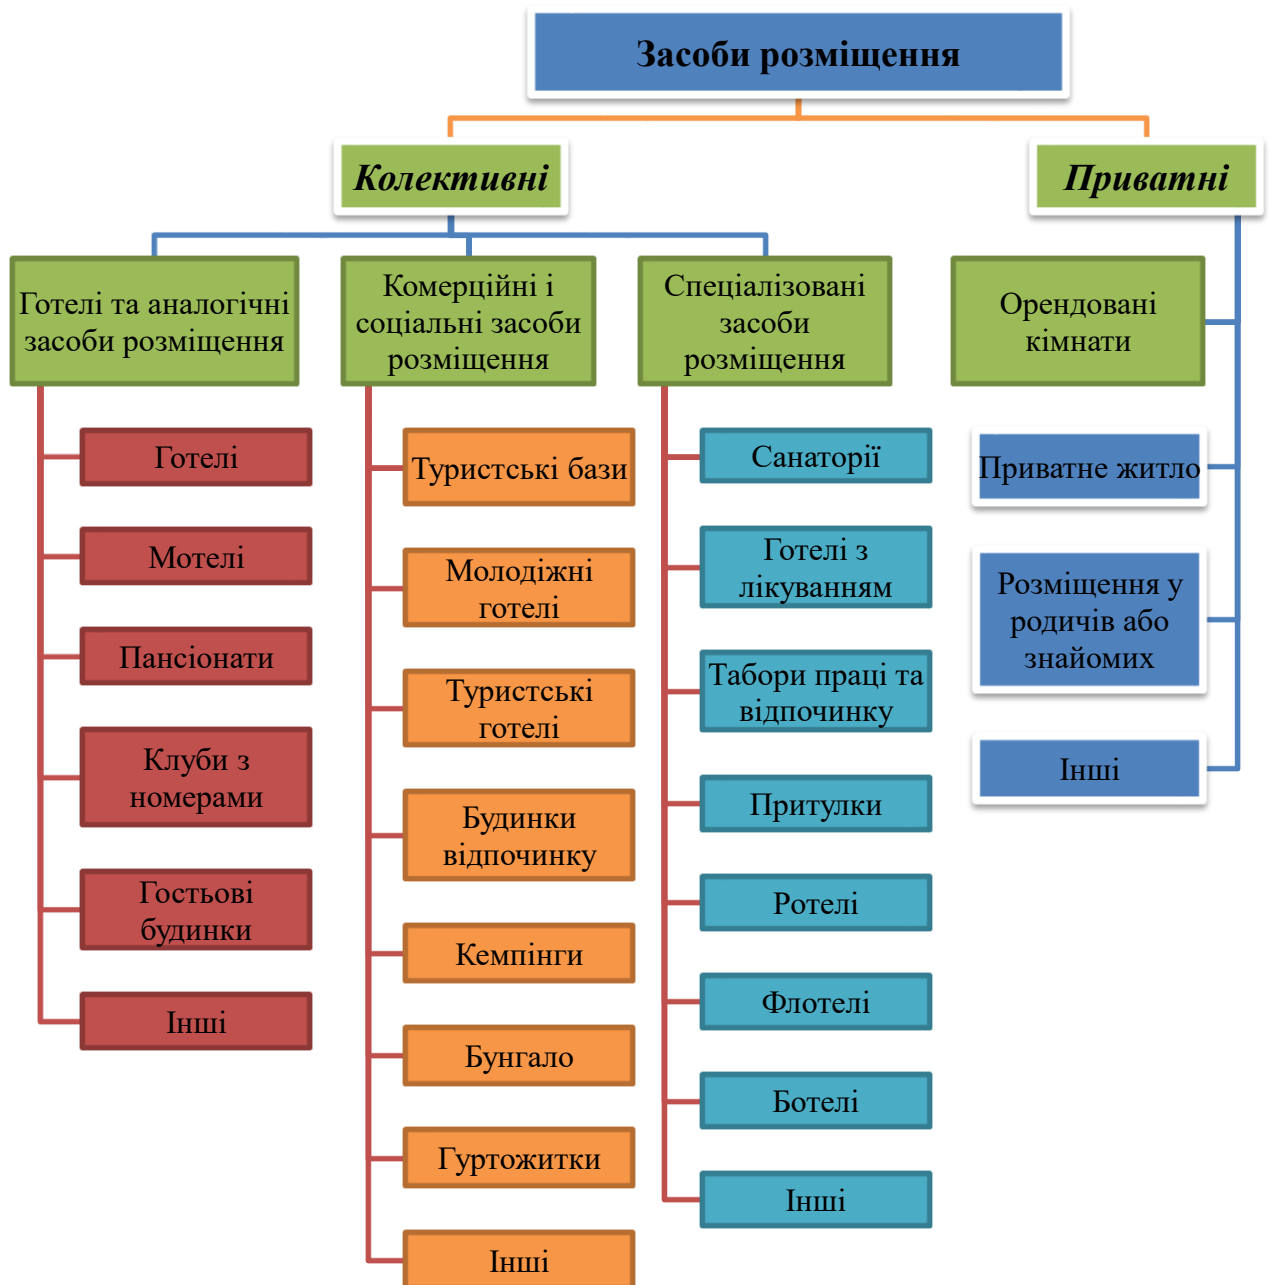 Засоби розміщення
Колективні
Приватні
Готелі та аналогічні
засоби розміщення
Готелі
Мотелі
Пансіонати
Клуби з
номерами
Гостьові
будинки
Інші
Комерційні і
соціальні засоби
розміщення
Туристські бази
Молодіжні
готелі
Туристські
готелі
Будинки
відпочинку
Кемпінги
Бунгало
Гуртожитки
Інші
Спеціалізовані
засоби
розміщення
Санаторії
Готелі з
лікуванням
Табори праці та
відпочинку
Притулки
Ротелі
Флотелі
Ботелі
Інші
Орендовані
кімнати
Приватне житло
Розміщення у
родичів або
знайомих
Інші